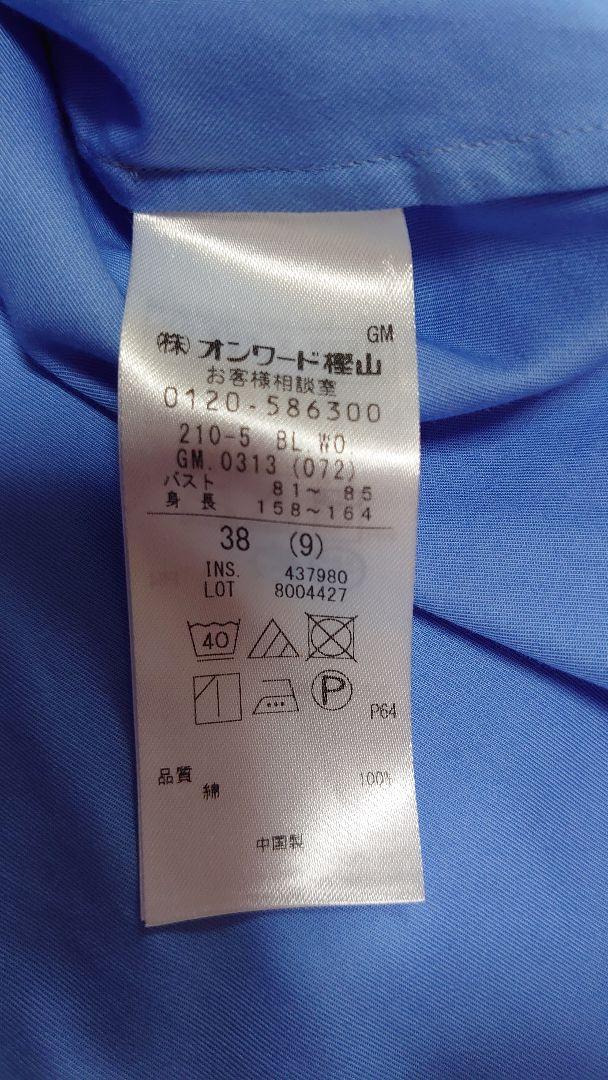 GM
(株)オンワード樫山
お客様相談室
0120-586300
210-5 BL.WO.
GM.0313 (072)
バスト 81～ 85
身 長 158～164
38 (9)
INS. 437980
LOT 8004427
40
P
P64
品質
綿 100%
中国製